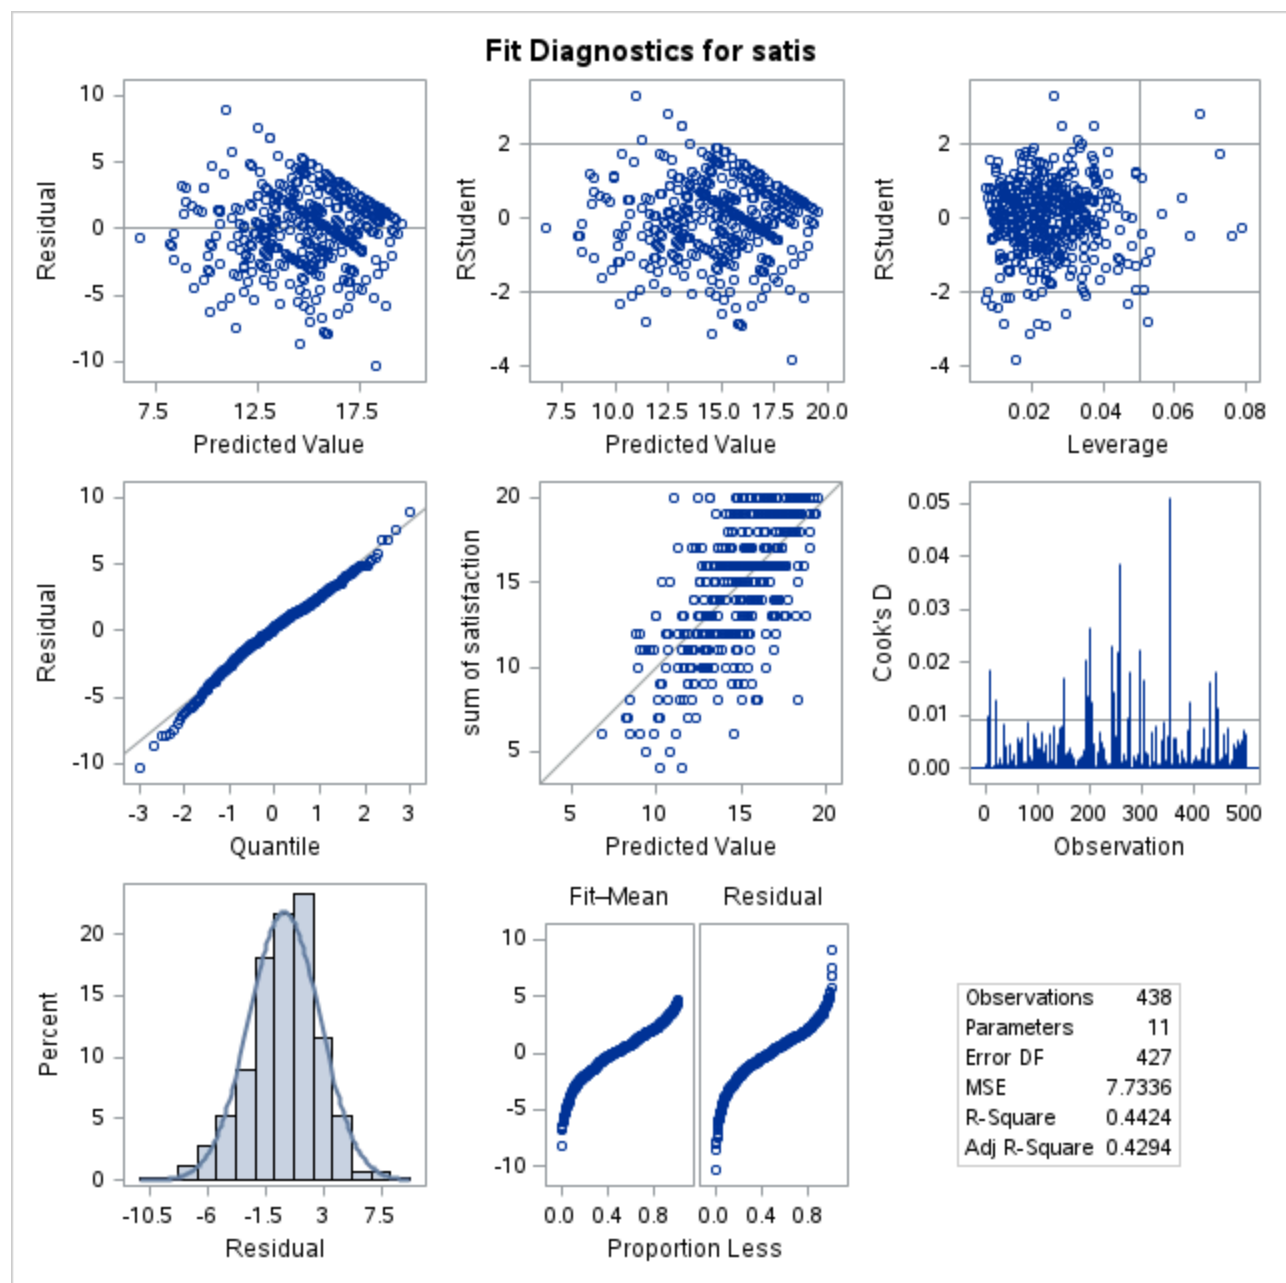 Fit Diagnostics for satis
10
5
0
-5
-10
Residual
7.5 12.5 17.5
Predicted Value
2
0
-2
-4
RStudent
7.5 10.0 12.5 15.0 17.5 20.0
Predicted Value
2
0
-2
-4
RStudent
0.02 0.04 0.06 0.08
Leverage
10
5
0
-5
-10
Residual
-3 -2 -1 0 1 2 3
Quantile
20
15
10
5
sum of satisfaction
5 10 15 20
Predicted Value
0.05
0.04
0.03
0.02
0.01
0.00
Cook's D
0 100 200 300 400 500
Observation
20
15
10
5
0
Percent
-10.5 -6 -1.5 3 7.5
Residual
Fit–Mean Residual
10
5
0
-5
-10
0.0 0.4 0.8 0.0 0.4 0.8
Proportion Less
Observations 438
Parameters 11
Error DF 427
MSE 7.7336
R-Square 0.4424
Adj R-Square 0.4294